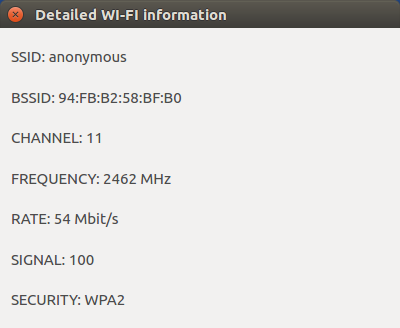 Detailed WI-FI information
SSID: anonymous
BSSID: 94:FB:B2:58:BF:B0
CHANNEL: 11
FREQUENCY: 2462 MHz
RATE: 54 Mbit/s
SIGNAL: 100
SECURITY: WPA2